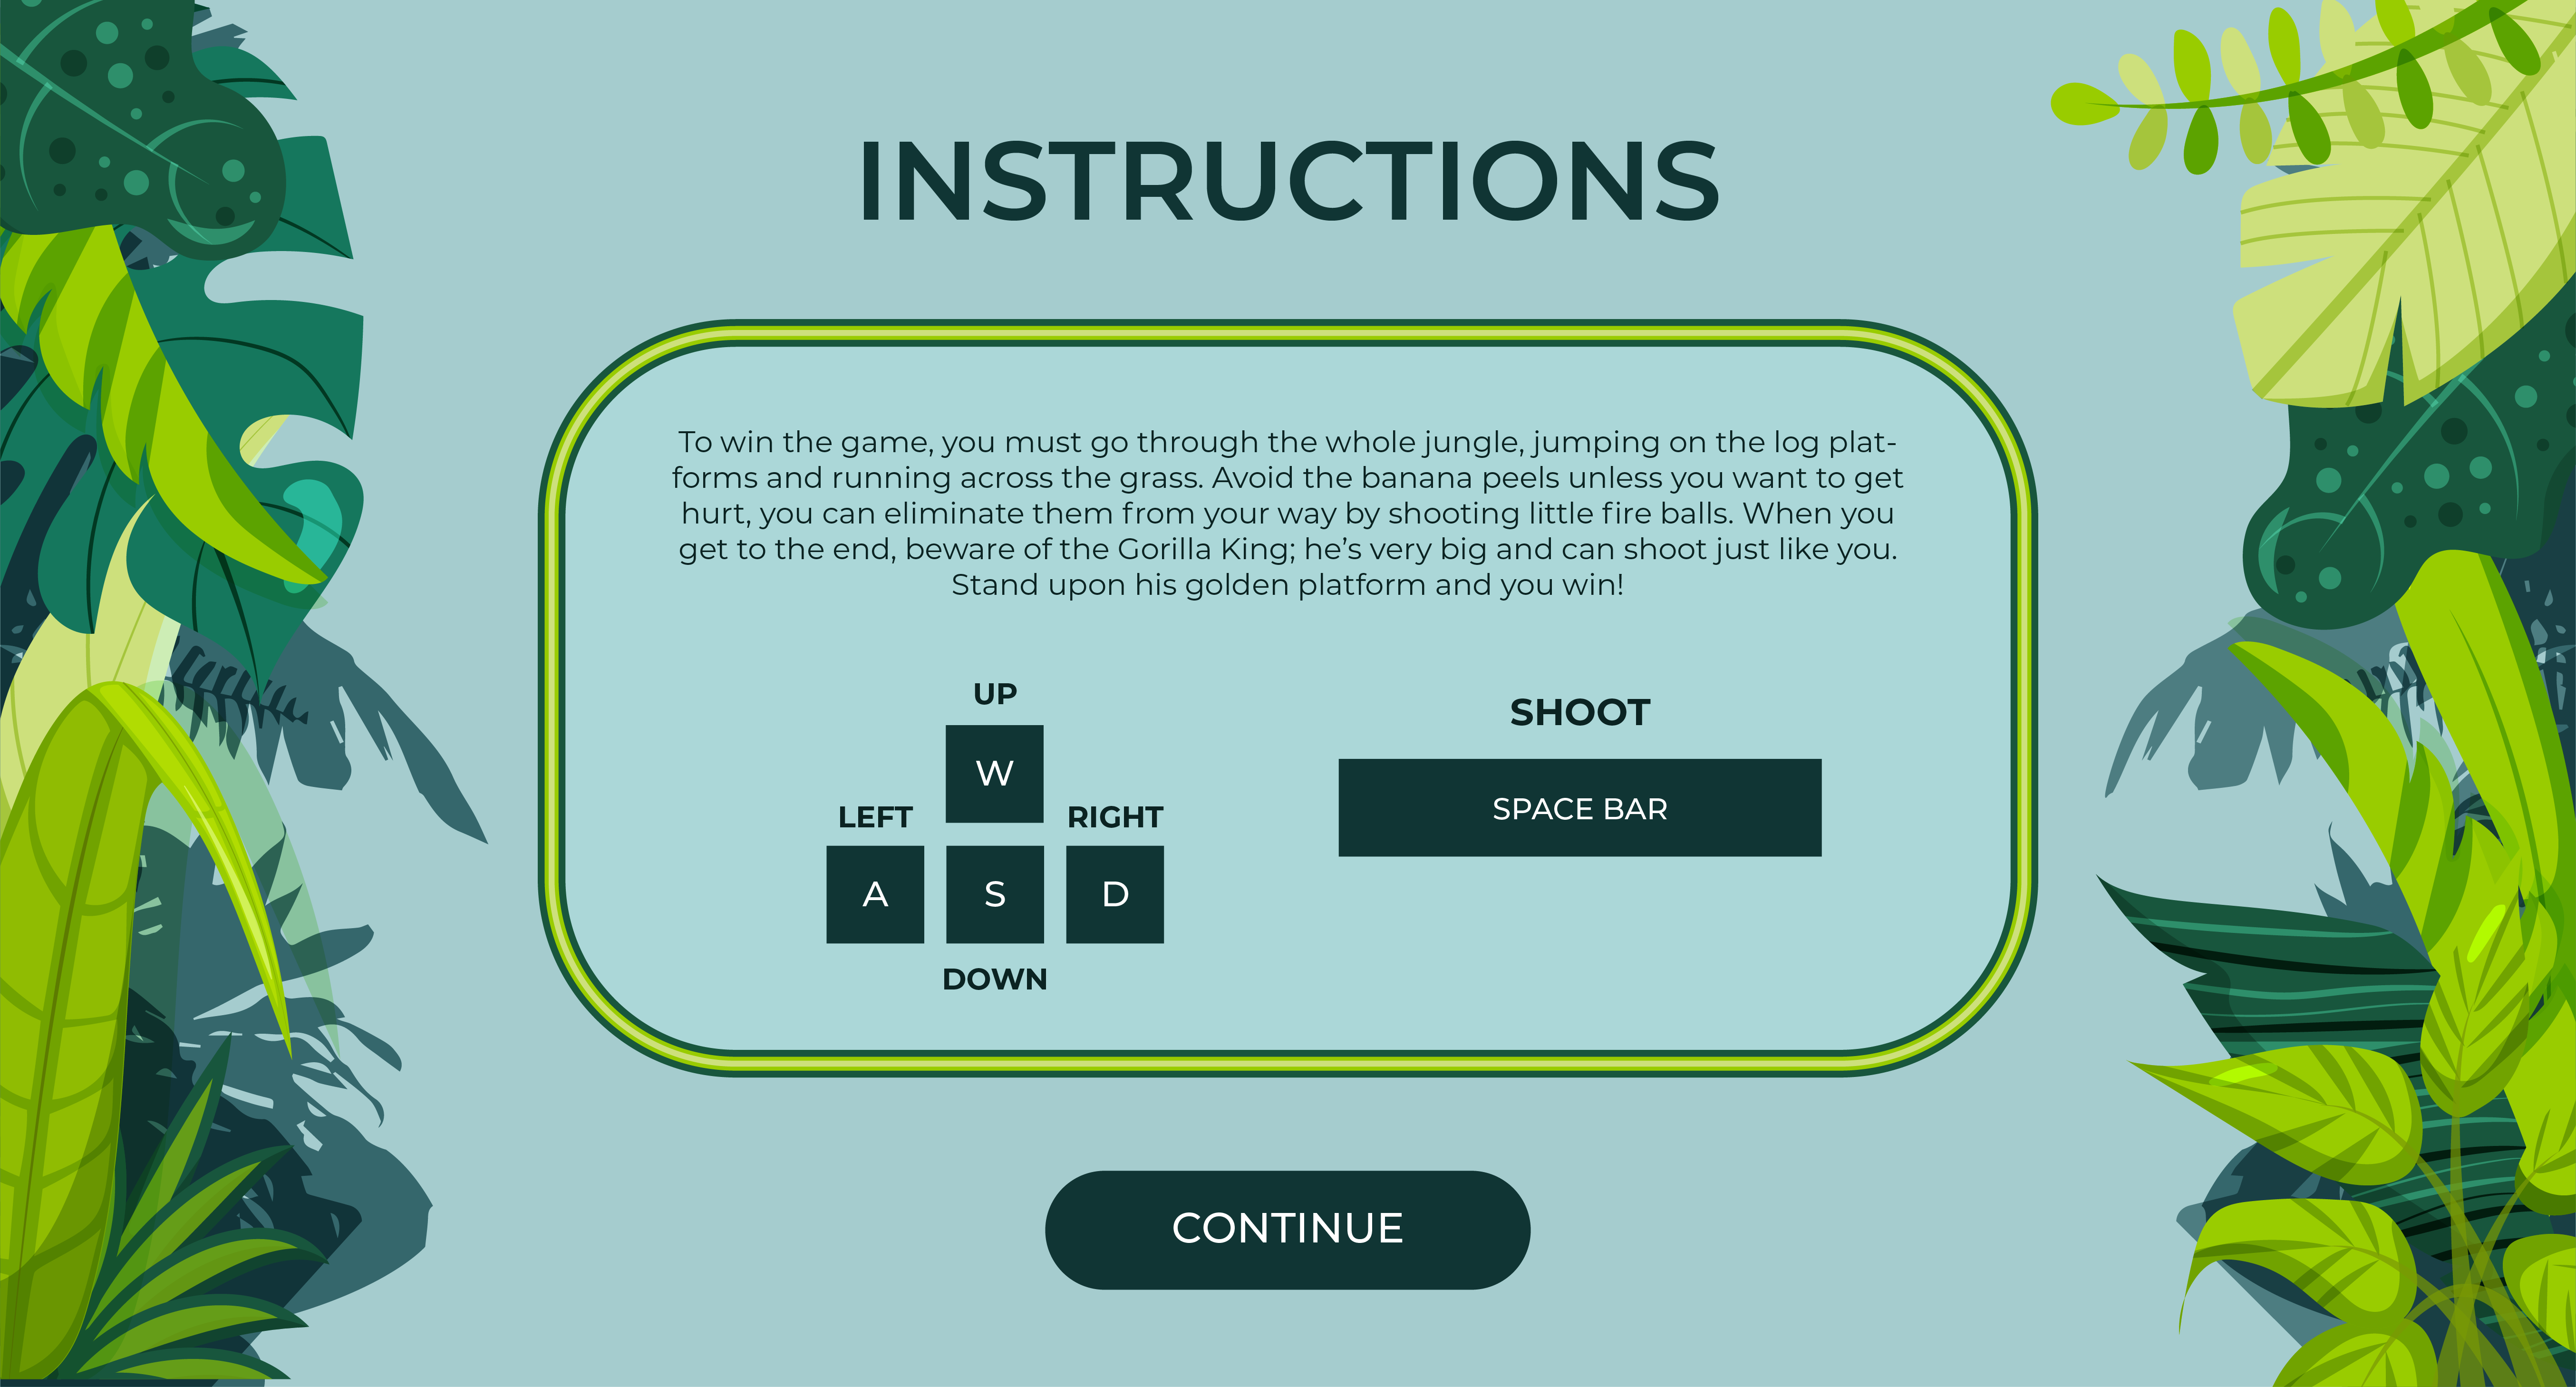 INSTRUCTIONS
To win the game, you must go through the whole jungle, jumping on the log plat-
forms and running across the grass. Avoid the banana peels unless you want to get
hurt, you can eliminate them from your way by shooting little fire balls. When you
get to the end, beware of the Gorilla King; he’s very big and can shoot just like you.
Stand upon his golden platform and you win!
UP
W
LEFT
RIGHT
A
S
D
DOWN
SHOOT
SPACE BAR
CONTINUE